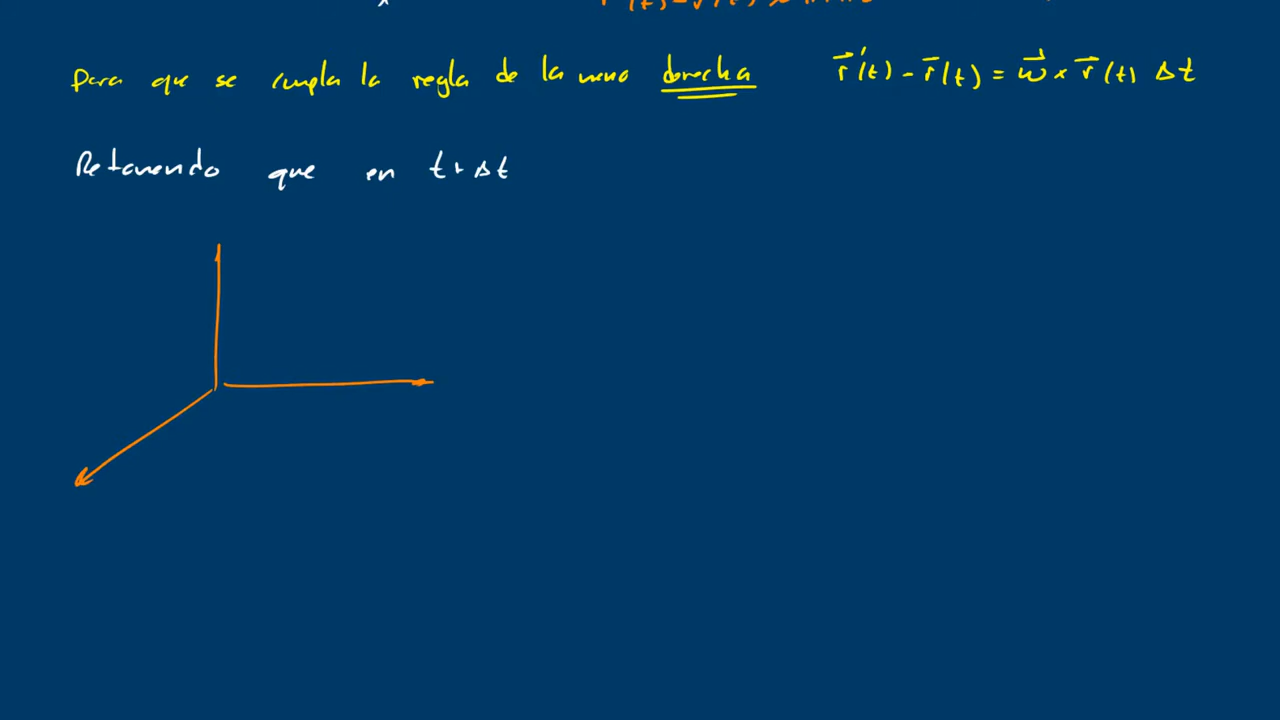 Para que se cumpla la regla de la mano derecha r⃗'(t) - r⃗(t) = w⃗ × r⃗(t) Δt
Retomando que en t + Δt